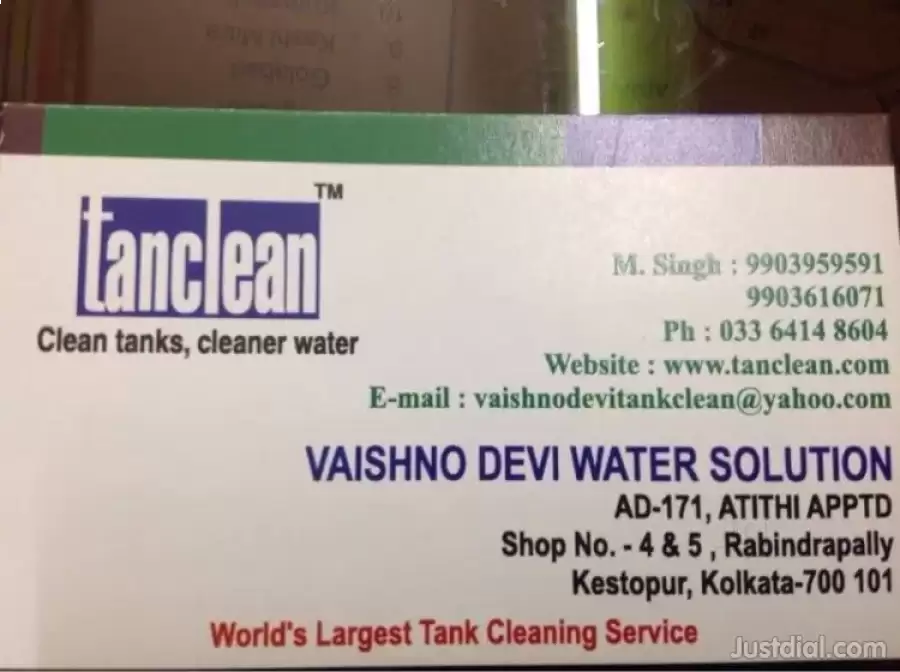 tanclean TM
Clean tanks, cleaner water
M. Singh : 9903959591
9903616071
Ph : 033 6414 8604
Website : www.tanclean.com
E-mail : vaishnodevitankclean@yahoo.com
VAISHNO DEVI WATER SOLUTION
AD-171, ATITHI APPTD
Shop No. - 4 & 5 , Rabindrapally
Kestopur, Kolkata-700 101
World's Largest Tank Cleaning Service
Justdial.com